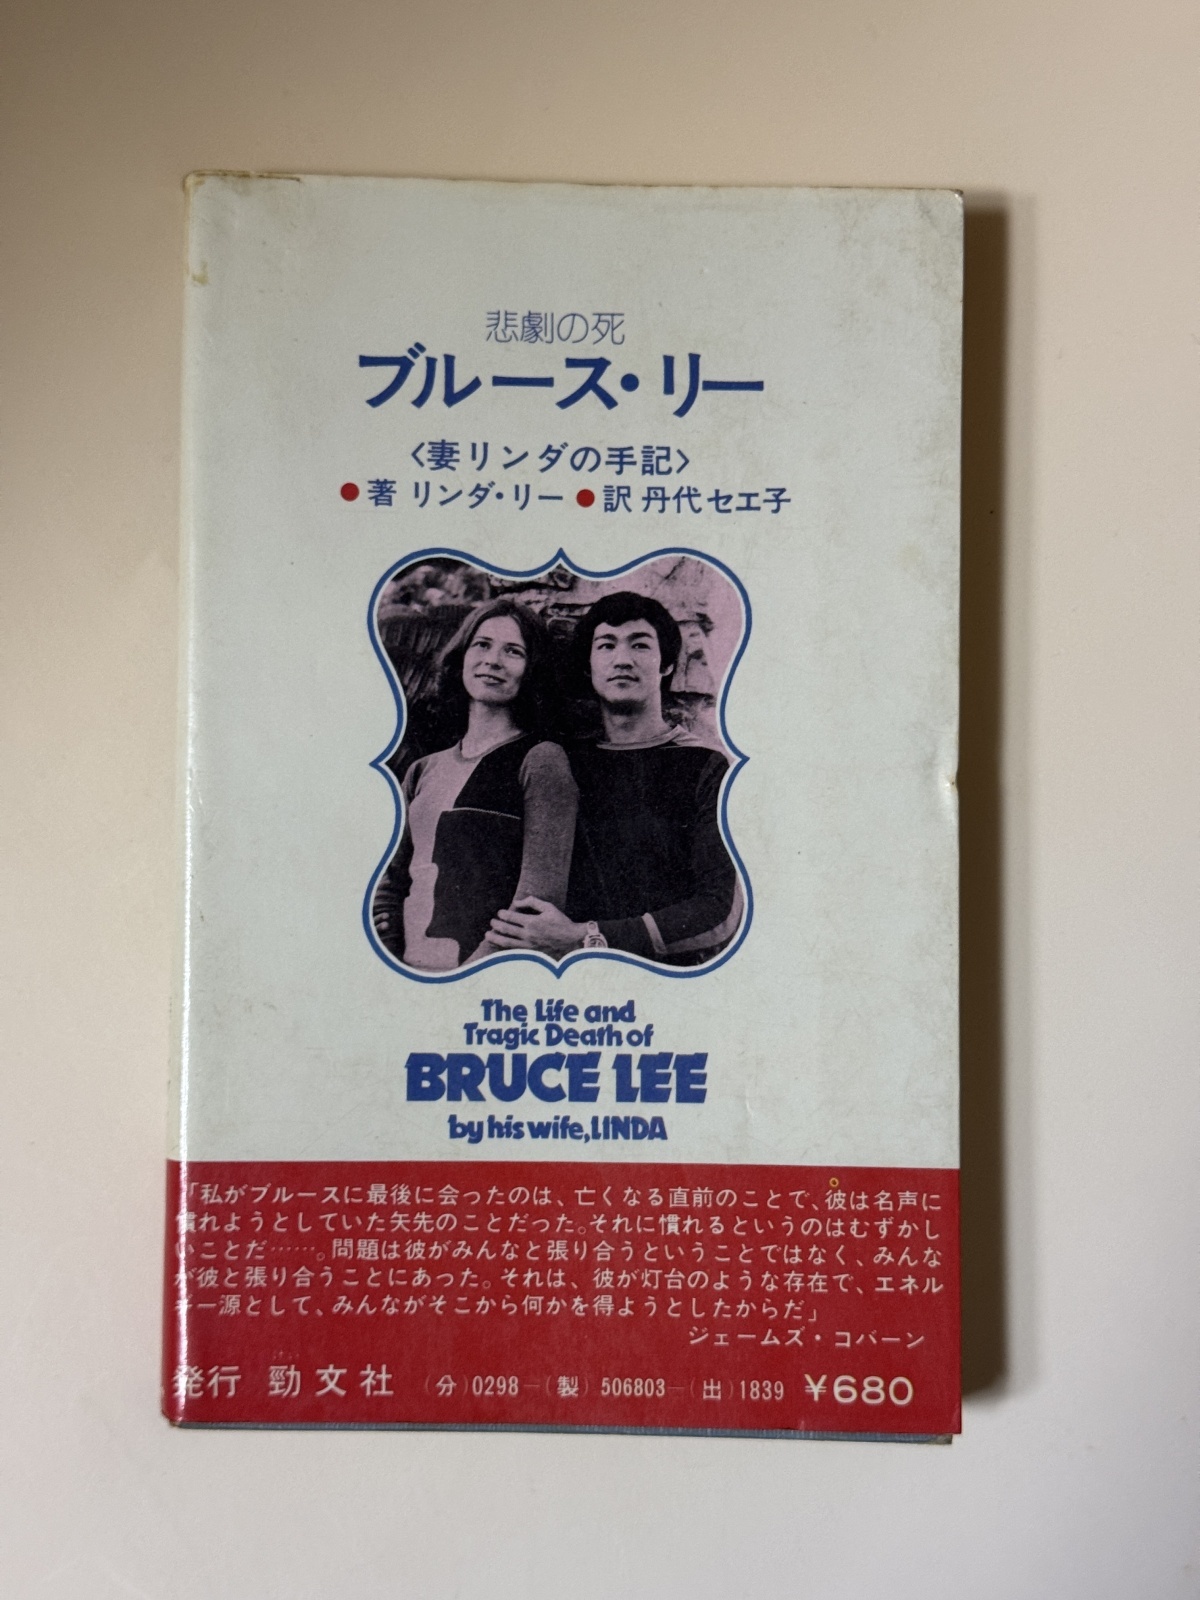 悲劇の死
ブルース・リー
〈妻リンダの手記〉
●著 リンダ・リー ●訳 丹代セエ子
The Life and
Tragic Death of
BRUCE LEE
by his wife, LINDA
「私がブルースに最後に会ったのは、亡くなる直前のことで、彼は名声に
慣れようとしていた矢先のことだった。それに慣れるというのはむずかし
いことだ……。問題は彼がみんなと張り合うということではなく、みんな
が彼と張り合うことにあった。それは、彼が灯台のような存在で、エネル
ギー源として、みんながそこから何かを得ようとしたからだ」
ジェームズ・コバーン
けい
発行 勁文社 (分)0298-(製)506803-(出)1839 ¥680